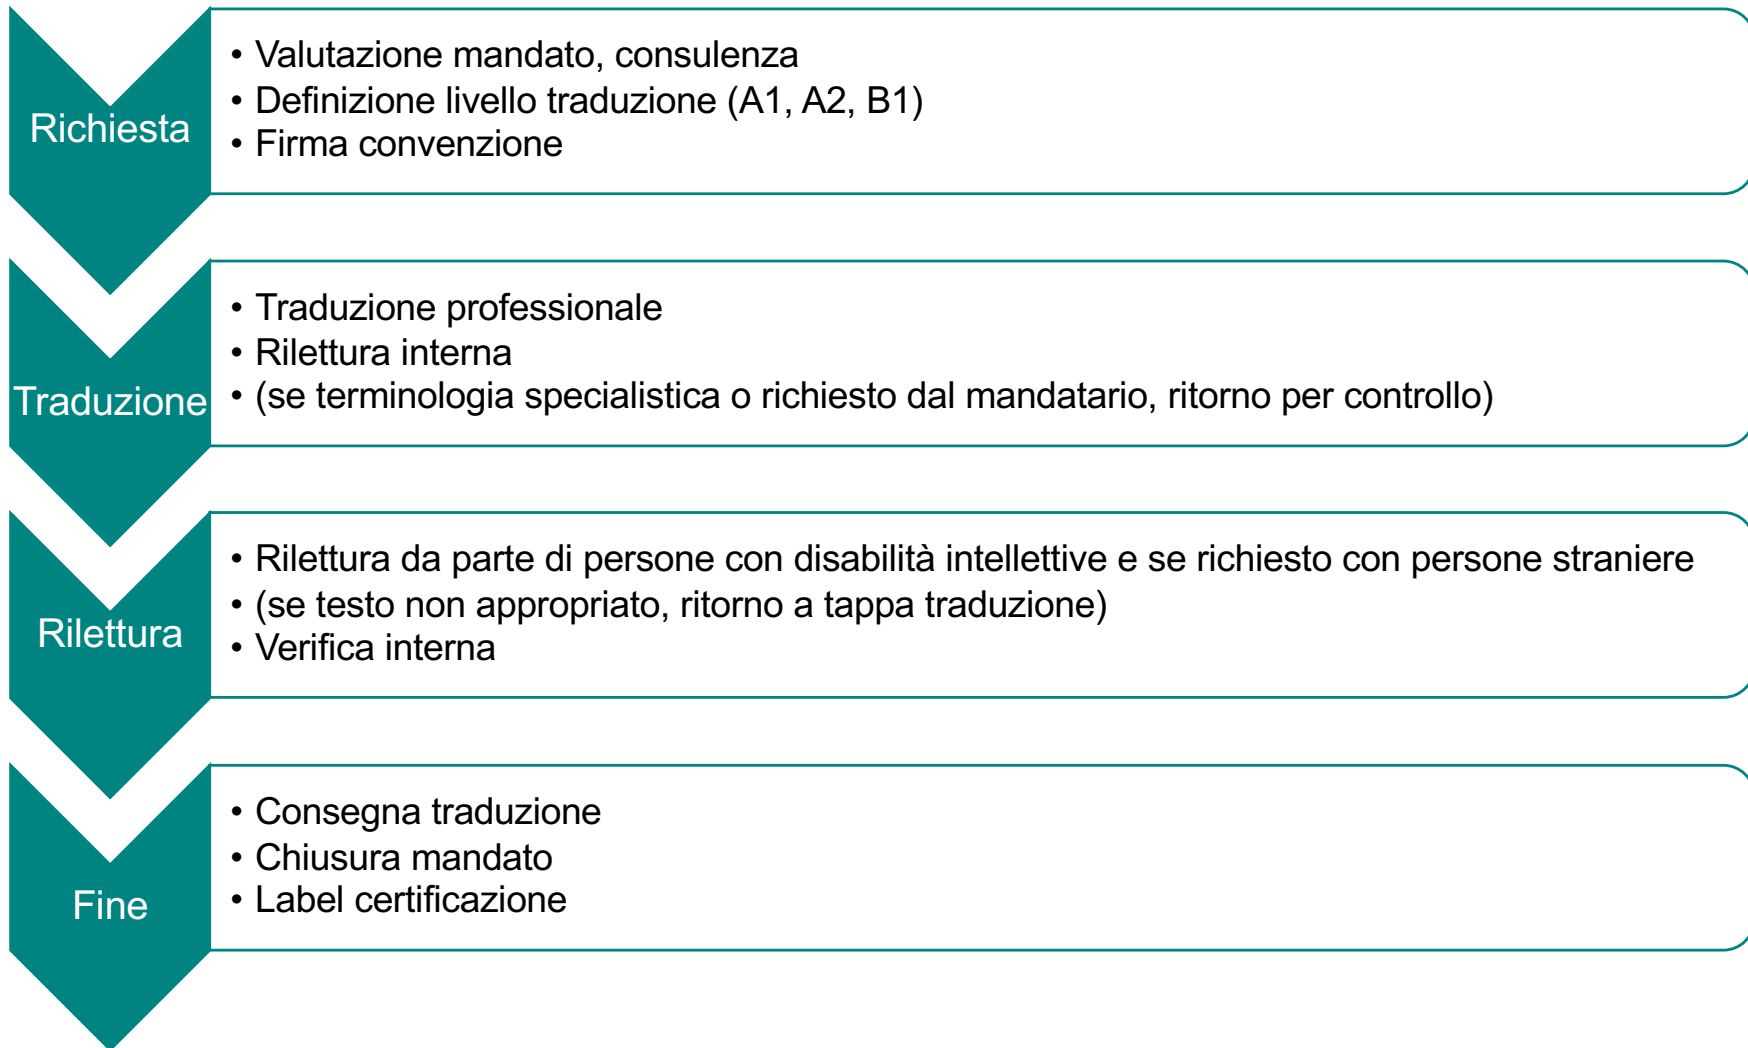 Richiesta
• Valutazione mandato, consulenza
• Definizione livello traduzione (A1, A2, B1)
• Firma convenzione
Traduzione
• Traduzione professionale
• Rilettura interna
• (se terminologia specialistica o richiesto dal mandatario, ritorno per controllo)
Rilettura
• Rilettura da parte di persone con disabilità intellettive e se richiesto con persone straniere
• (se testo non appropriato, ritorno a tappa traduzione)
• Verifica interna
Fine
• Consegna traduzione
• Chiusura mandato
• Label certificazione